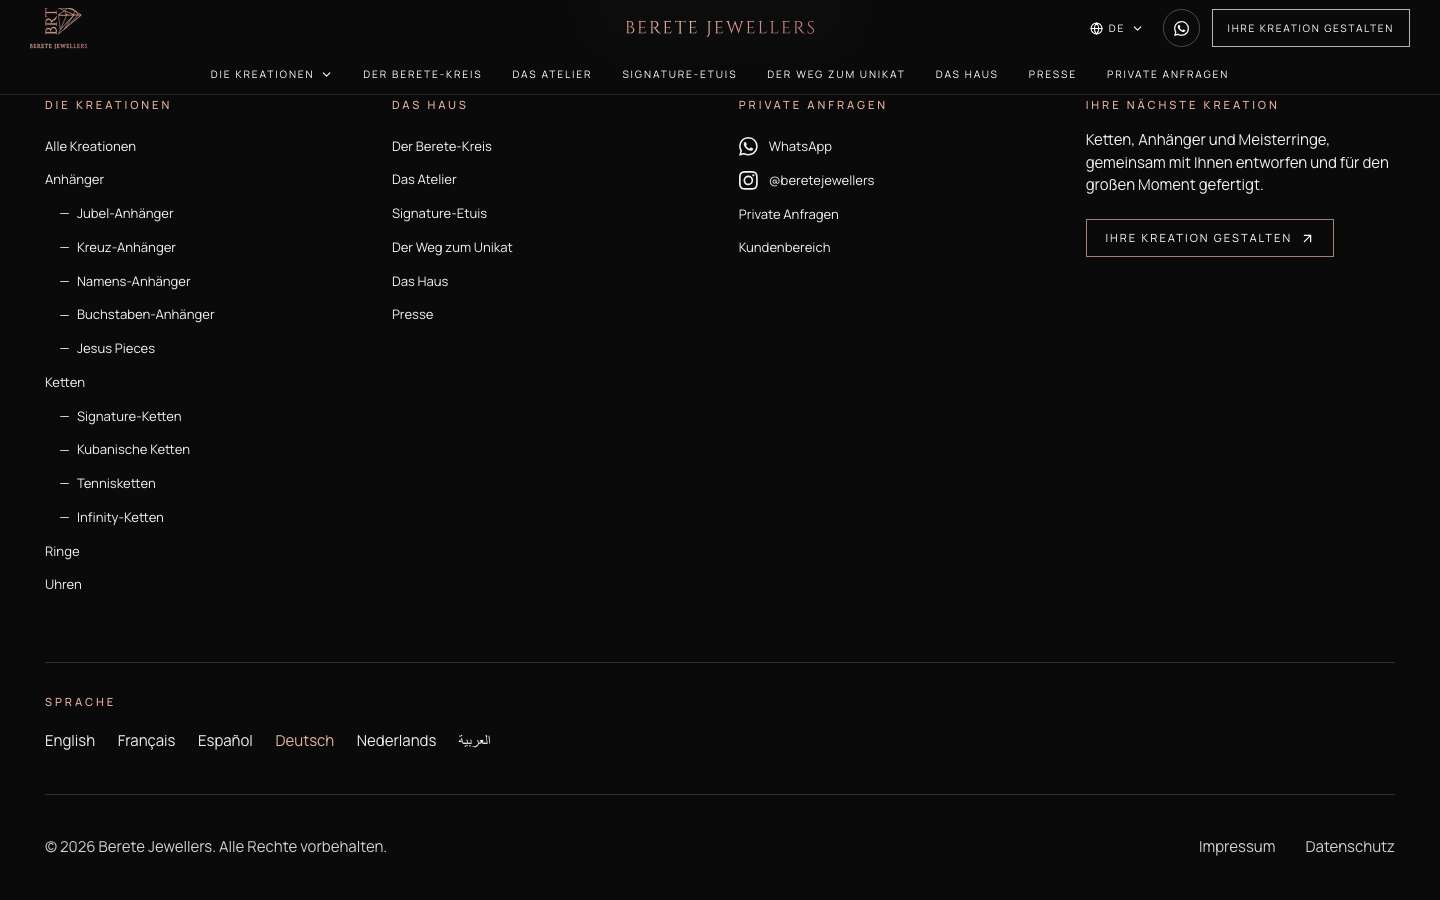 BRT
BERETE JEWELLERS
BERETE JEWELLERS
DE
IHRE KREATION GESTALTEN
DIE KREATIONEN
DER BERETE-KREIS
DAS ATELIER
SIGNATURE-ETUIS
DER WEG ZUM UNIKAT
DAS HAUS
PRESSE
PRIVATE ANFRAGEN
DIE KREATIONEN
Alle Kreationen
Anhänger
— Jubel-Anhänger
— Kreuz-Anhänger
— Namens-Anhänger
— Buchstaben-Anhänger
— Jesus Pieces
Ketten
— Signature-Ketten
— Kubanische Ketten
— Tennisketten
— Infinity-Ketten
Ringe
Uhren
DAS HAUS
Der Berete-Kreis
Das Atelier
Signature-Etuis
Der Weg zum Unikat
Das Haus
Presse
PRIVATE ANFRAGEN
WhatsApp
@beretejewellers
Private Anfragen
Kundenbereich
IHRE NÄCHSTE KREATION
Ketten, Anhänger und Meisterringe,
gemeinsam mit Ihnen entworfen und für den
großen Moment gefertigt.
IHRE KREATION GESTALTEN
SPRACHE
English Français Español Deutsch Nederlands العربية
© 2026 Berete Jewellers. Alle Rechte vorbehalten.
Impressum Datenschutz